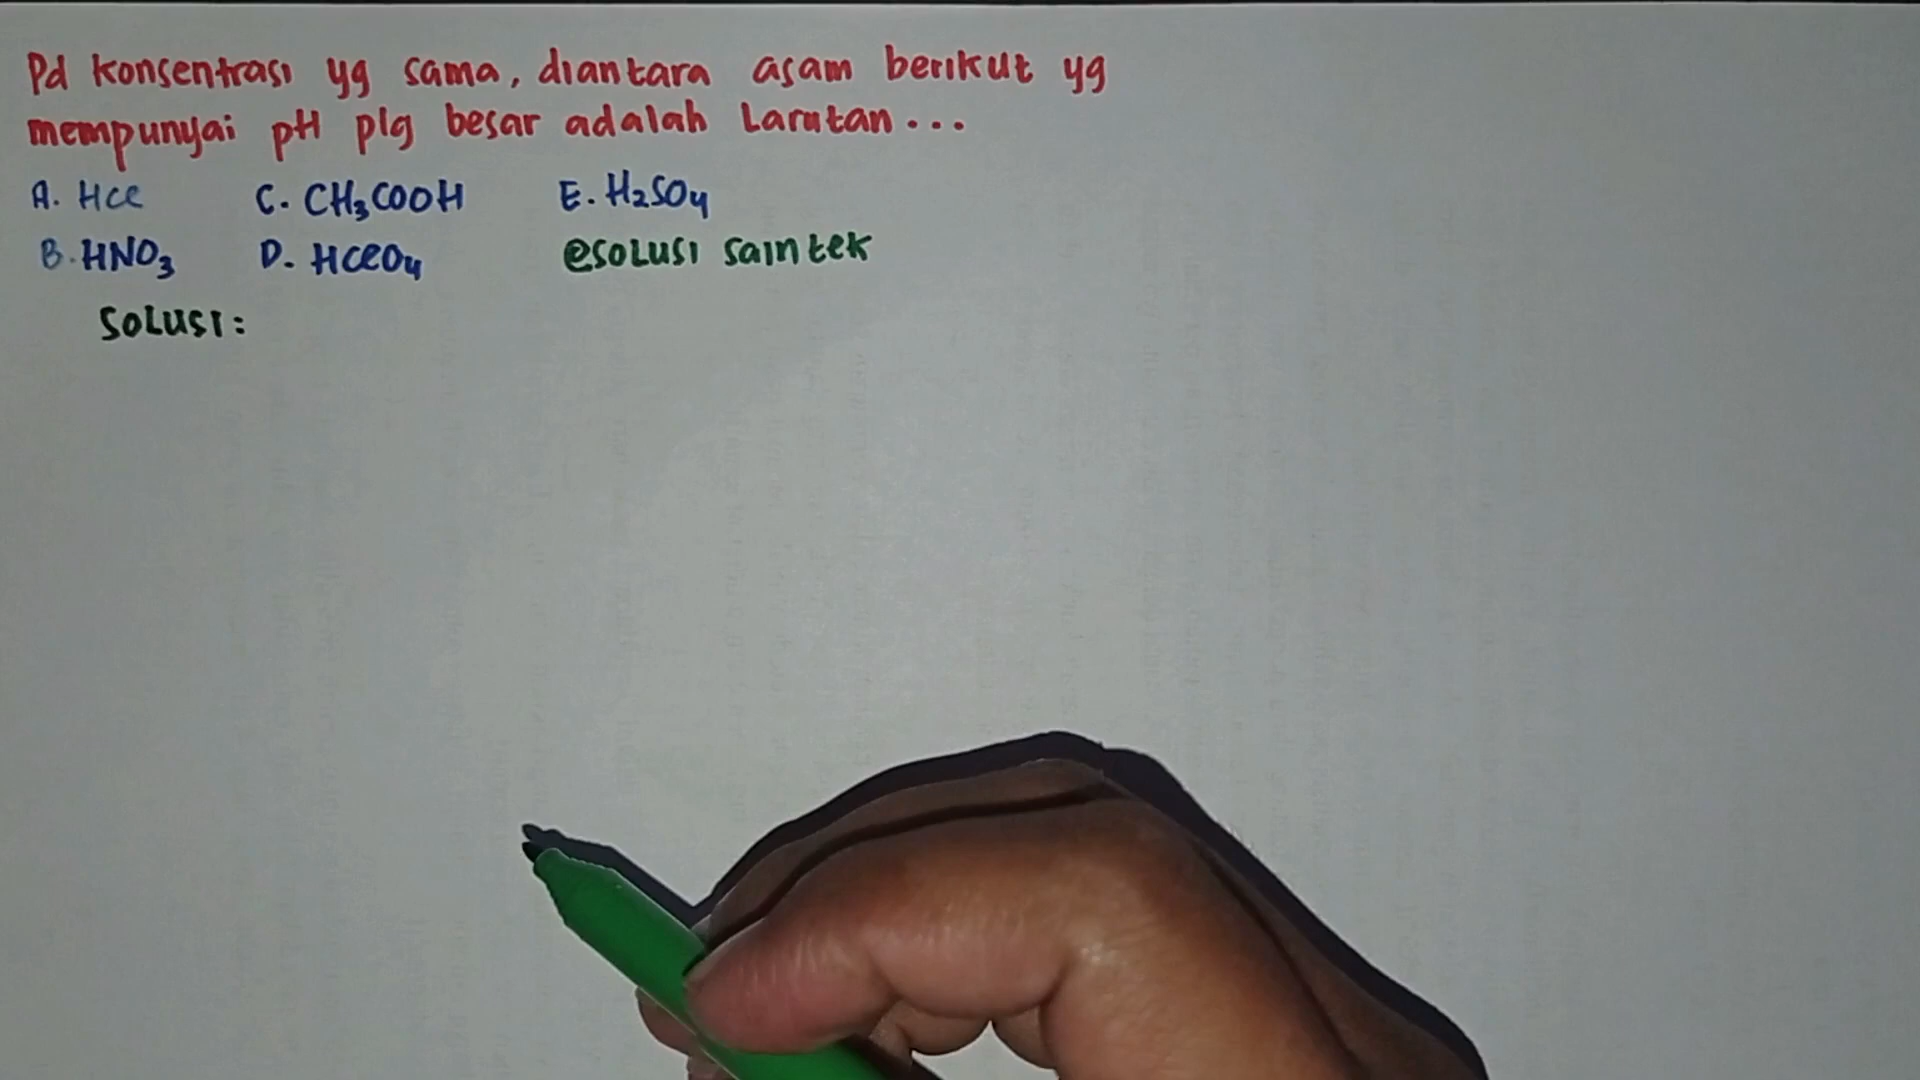 Pd konsentrasi yg sama, diantara asam berikut yg
mempunyai pH plg besar adalah Larutan...
A. HCl C. CH₃COOH E. H₂SO₄
B. HNO₃ D. HClO₄ @solusi saintek
Solusi: